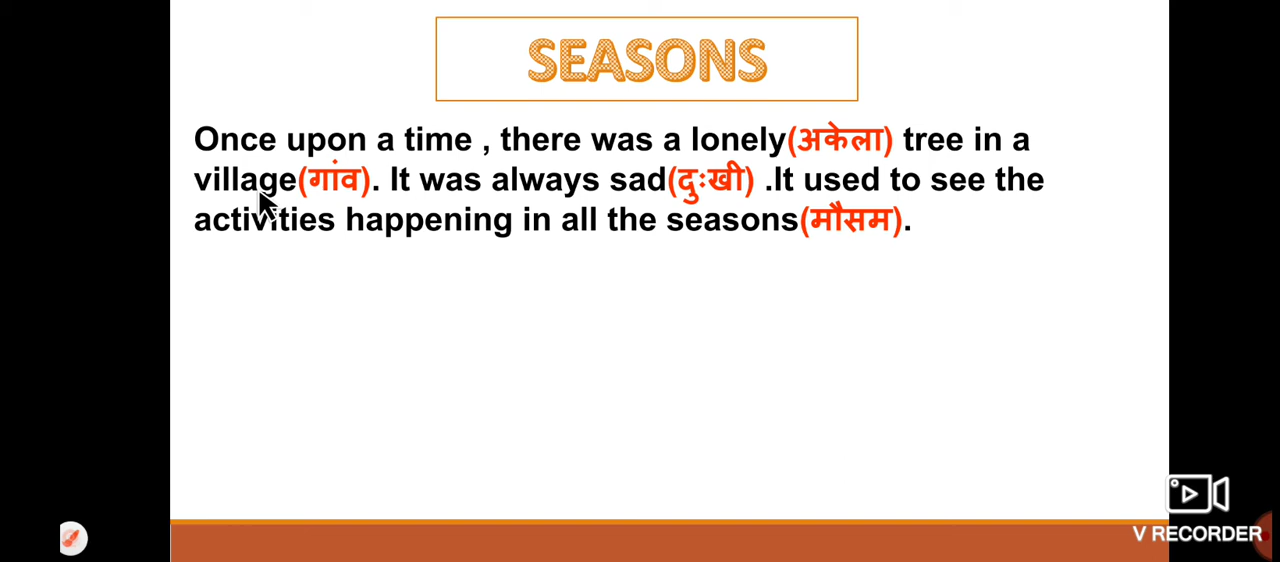 SEASONS
Once upon a time , there was a lonely(अकेला) tree in a
village(गांव). It was always sad(दुःखी) .It used to see the
activities happening in all the seasons(मौसम).
V RECORDER